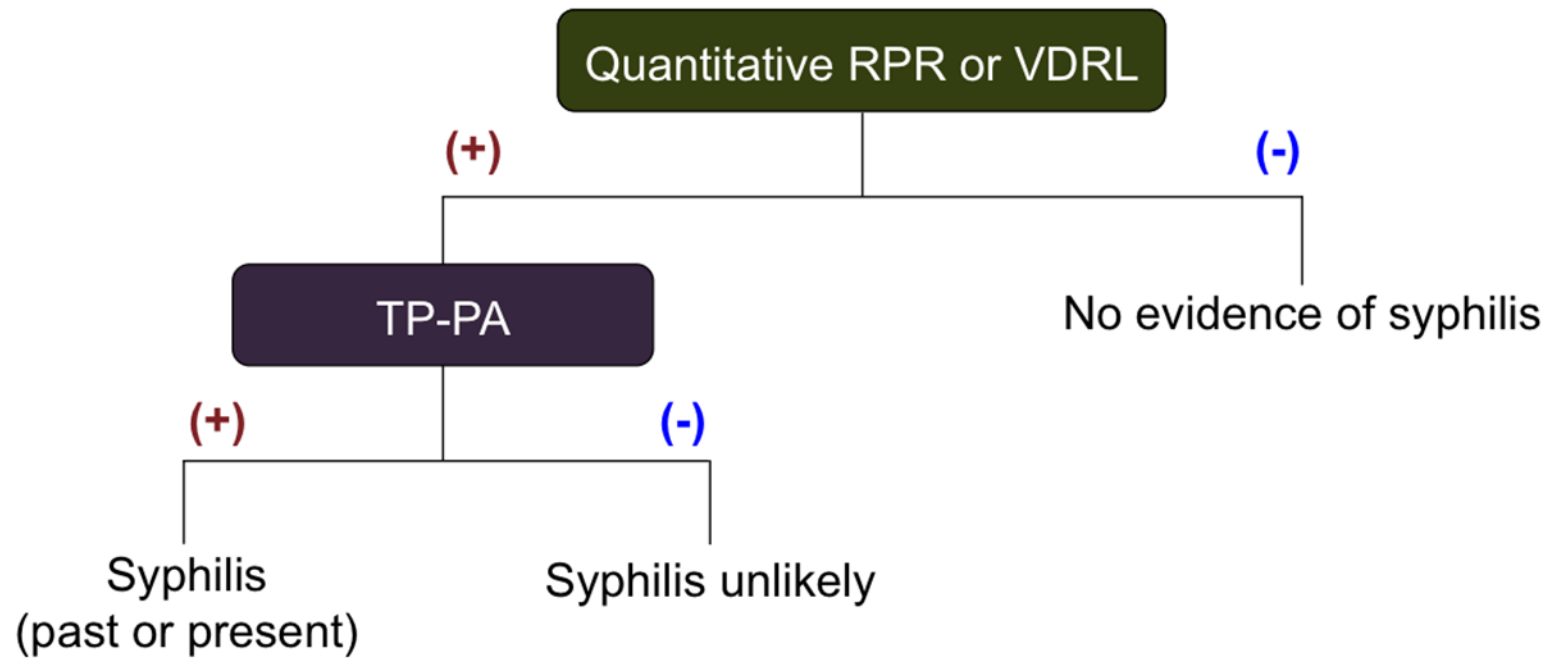 Quantitative RPR or VDRL
(+)
(-)
TP-PA
No evidence of syphilis
(+)
(-)
Syphilis
(past or present)
Syphilis unlikely